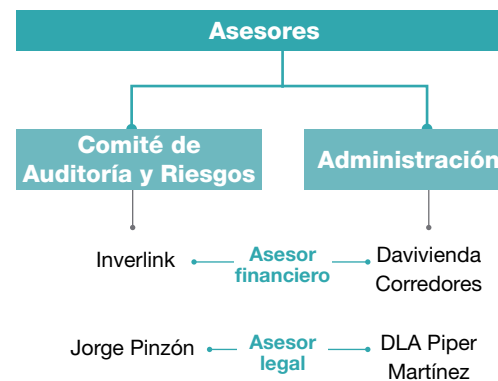 Asesores
Comité de
Auditoría y Riesgos
Administración
Inverlink
Asesor
financiero
Davivienda
Corredores
Jorge Pinzón
Asesor
legal
DLA Piper
Martínez